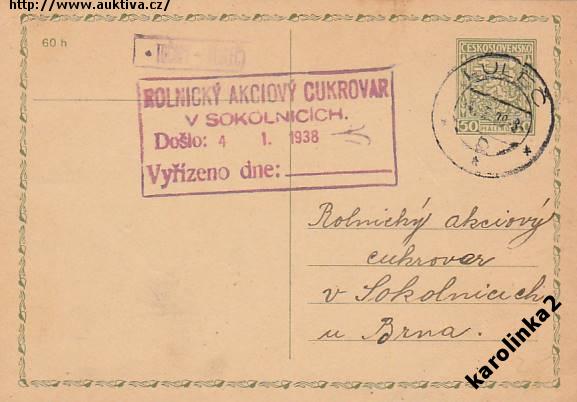 http://www.auktiva.cz/
60 h
ČESKOSLOVENSKO
LULEČ
50
ROLNICKÝ AKCIOVÝ CUKROVAR
V SOKOLNICÍCH.
Došlo: 4 1. 1938
Vyřízeno dne:
Rolnický akciový
cukrovar
v Sokolnicích
u Brna.
karolinka2